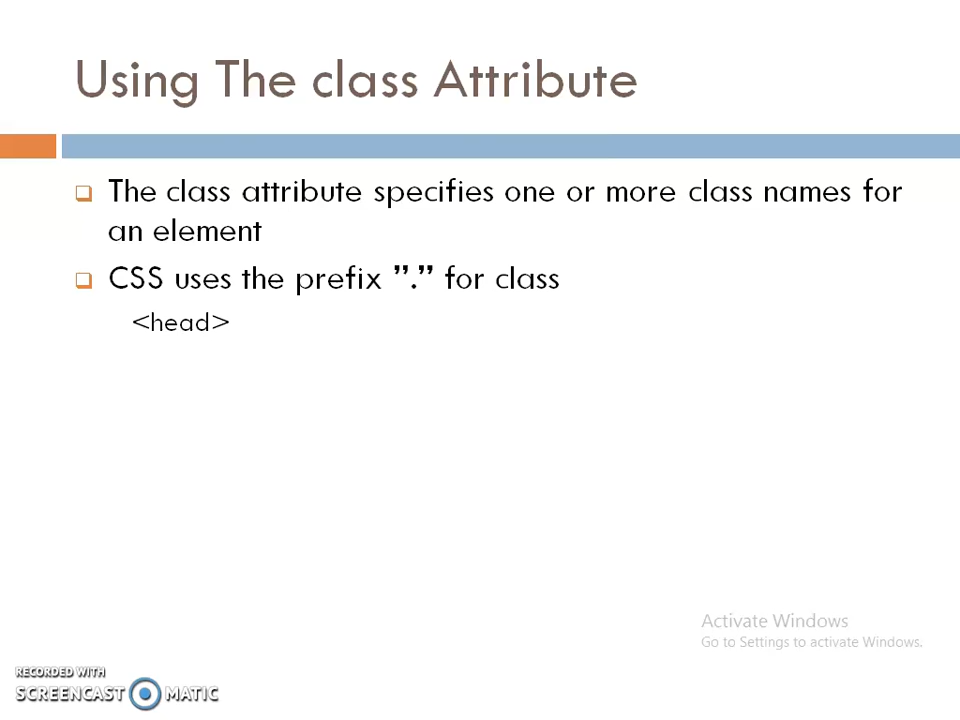 Using The class Attribute
The class attribute specifies one or more class names for
an element
CSS uses the prefix ”.” for class
<head>
Activate Windows
Go to Settings to activate Windows.
RECORDED WITH
SCREENCAST MATIC